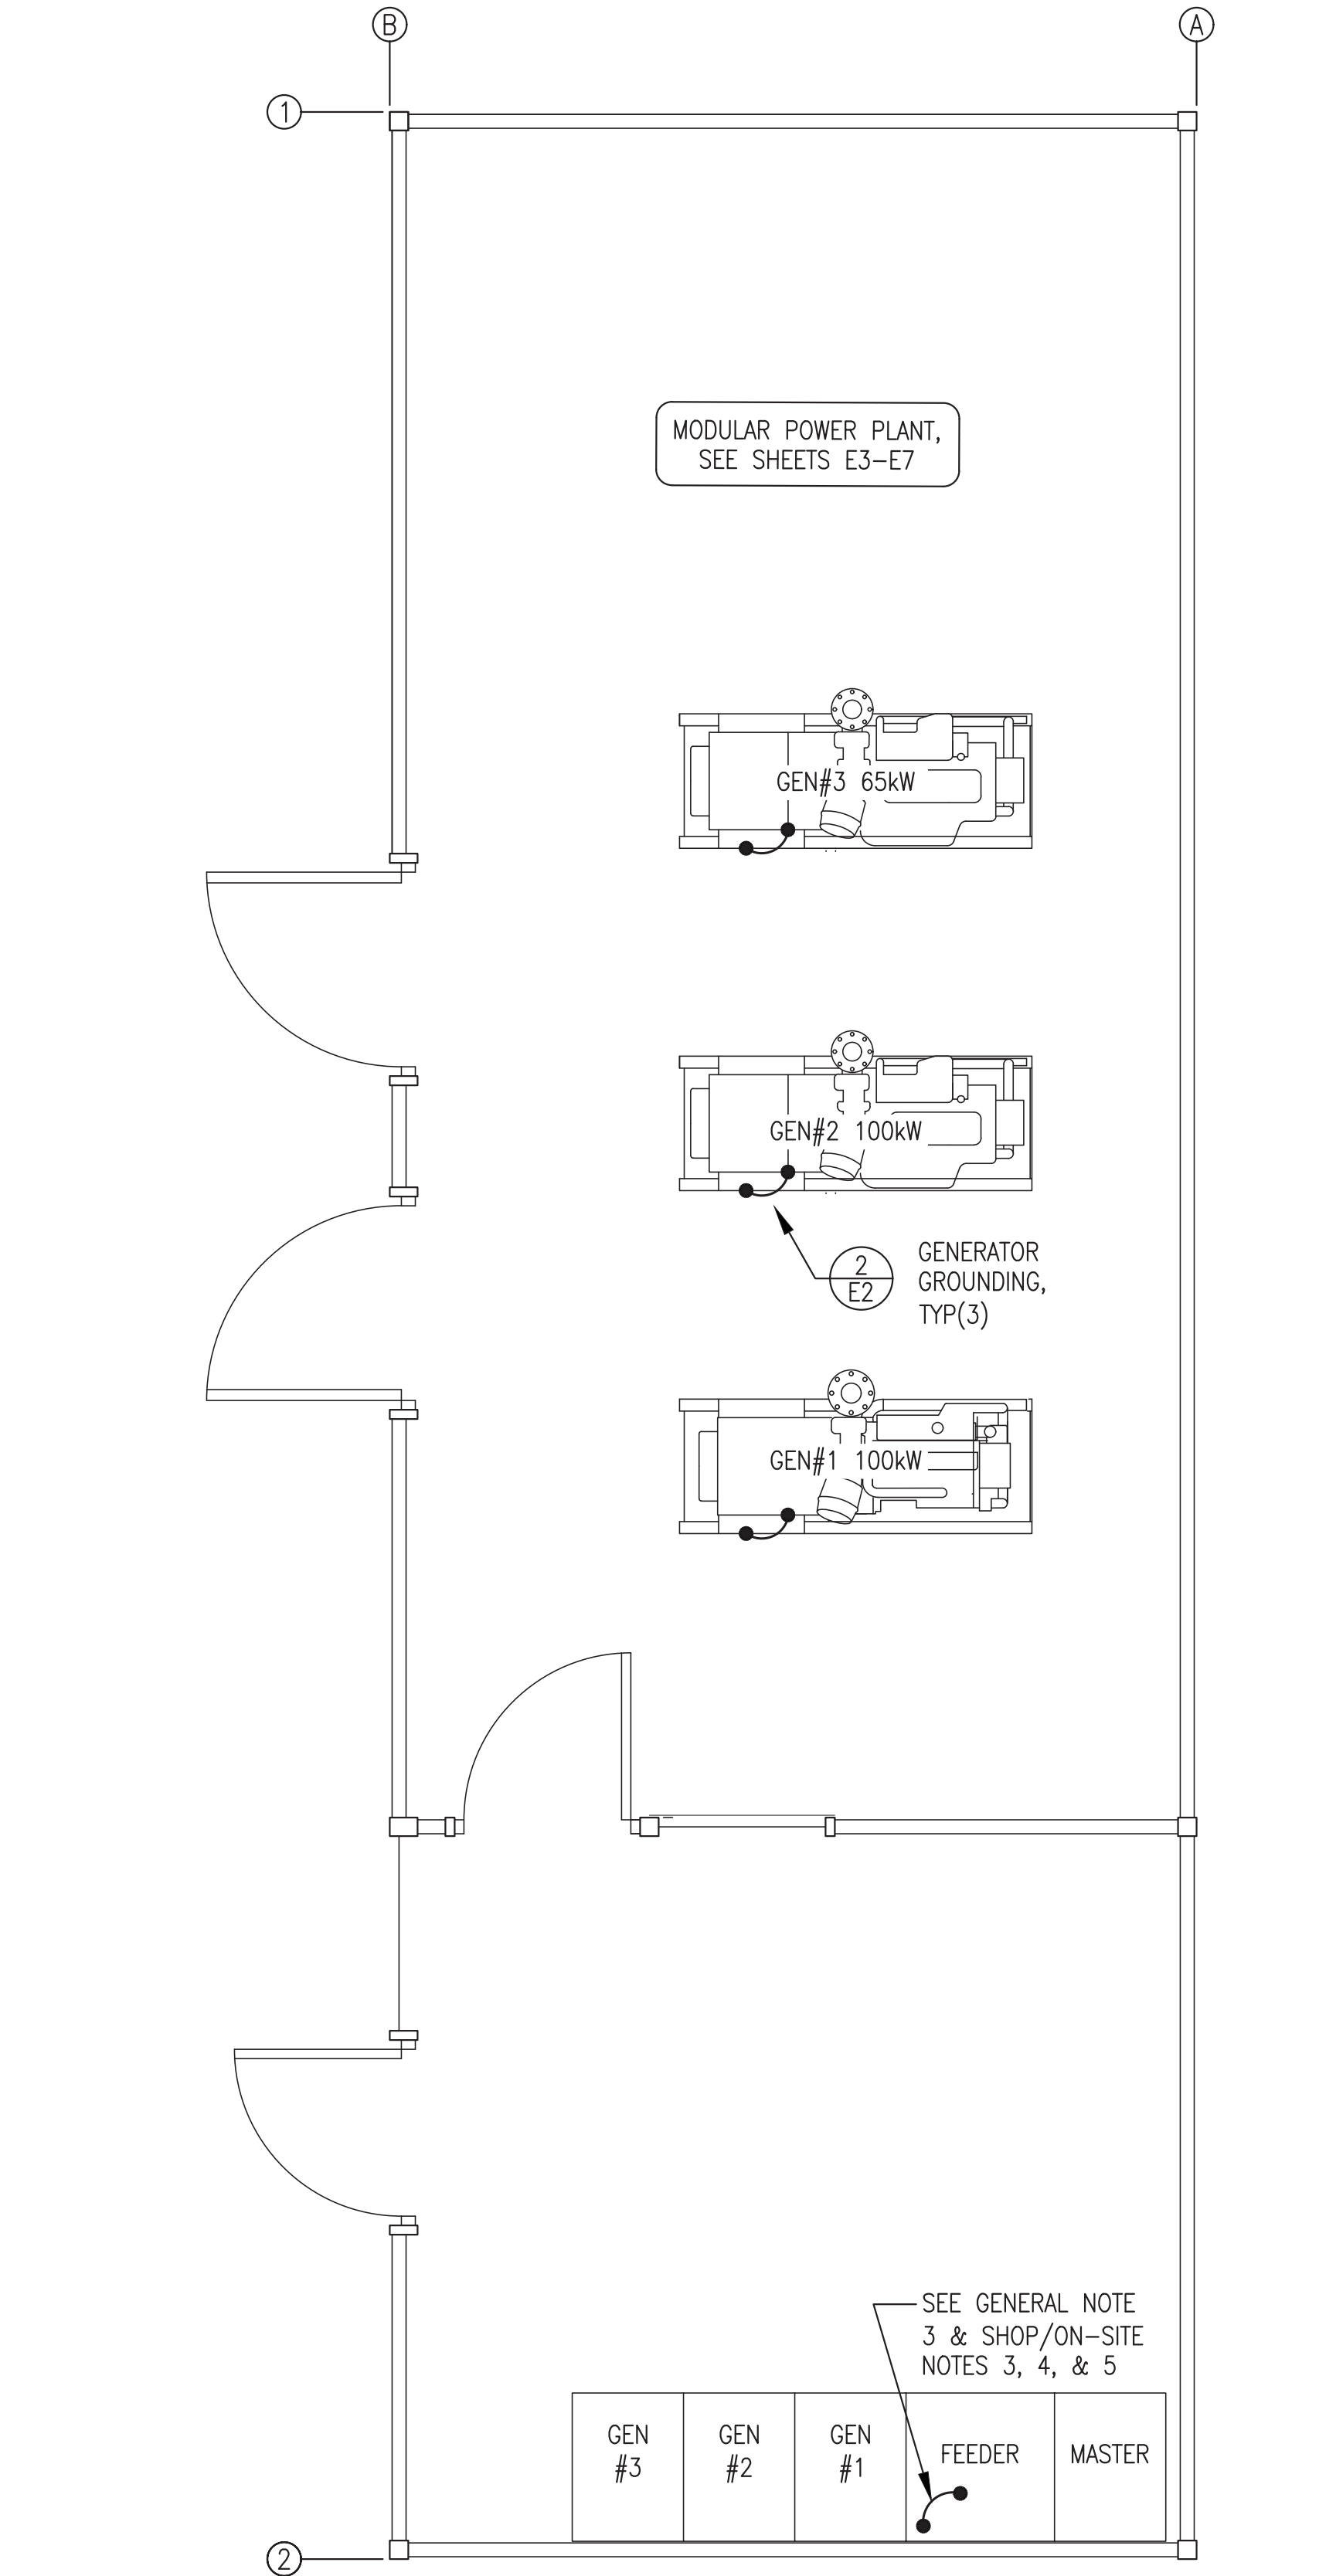 B
A
1
MODULAR POWER PLANT,
SEE SHEETS E3-E7
GEN#3 65kW
GEN#2 100kW
2
E2
GENERATOR
GROUNDING,
TYP(3)
GEN#1 100kW
SEE GENERAL NOTE
3 & SHOP/ON-SITE
NOTES 3, 4, & 5
GEN
#3
GEN
#2
GEN
#1
FEEDER
MASTER
2